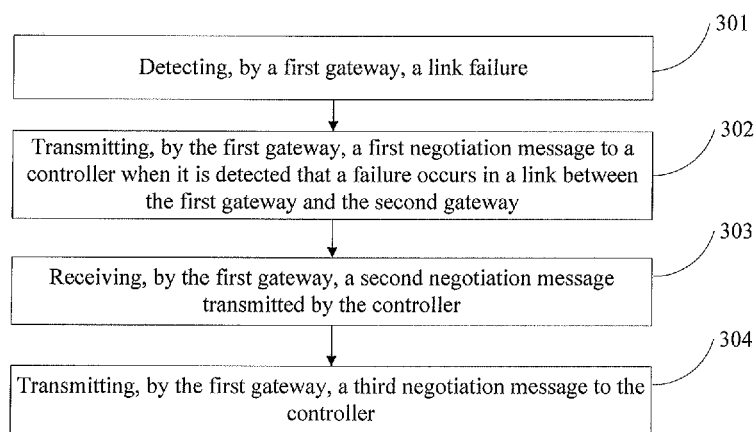 301
Detecting, by a first gateway, a link failure
302
Transmitting, by the first gateway, a first negotiation message to a
controller when it is detected that a failure occurs in a link between
the first gateway and the second gateway
303
Receiving, by the first gateway, a second negotiation message
transmitted by the controller
304
Transmitting, by the first gateway, a third negotiation message to the
controller